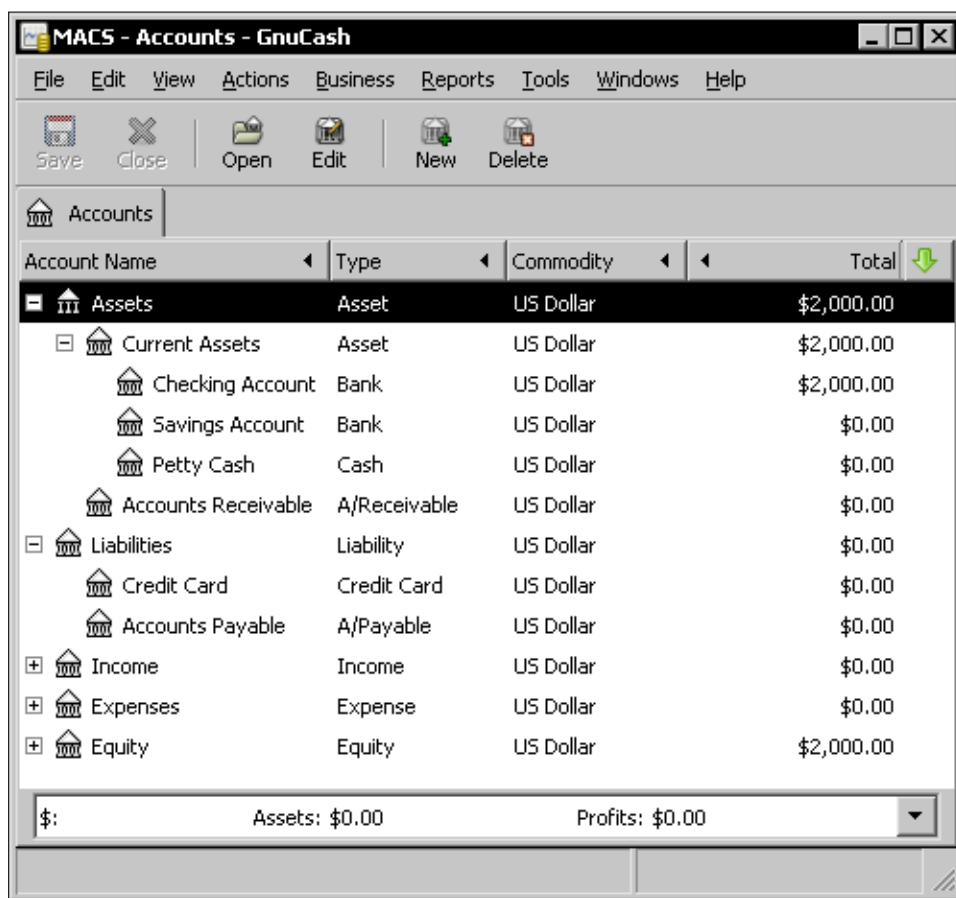 MACS - Accounts - GnuCash
File Edit View Actions Business Reports Tools Windows Help
Save Close Open Edit New Delete
Accounts
Account Name Type Commodity Total
Assets Asset US Dollar $2,000.00
Current Assets Asset US Dollar $2,000.00
Checking Account Bank US Dollar $2,000.00
Savings Account Bank US Dollar $0.00
Petty Cash Cash US Dollar $0.00
Accounts Receivable A/Receivable US Dollar $0.00
Liabilities Liability US Dollar $0.00
Credit Card Credit Card US Dollar $0.00
Accounts Payable A/Payable US Dollar $0.00
Income Income US Dollar $0.00
Expenses Expense US Dollar $0.00
Equity Equity US Dollar $2,000.00
$: Assets: $0.00 Profits: $0.00